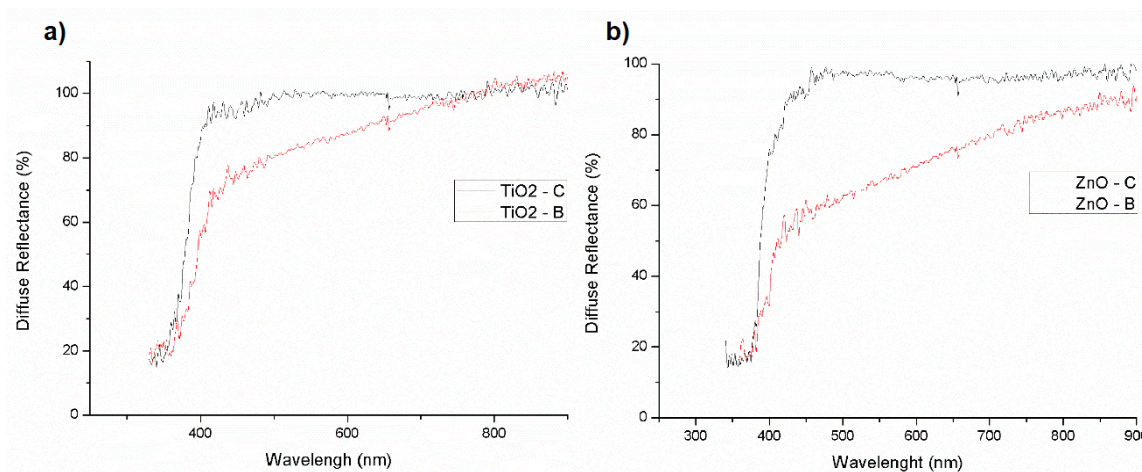 a)
Diffuse Reflectance (%)
100
80
60
40
20
0
400
600
800
Wavelengh (nm)
TiO2 - C
TiO2 - B
b)
Diffuse Reflectance (%)
100
80
60
40
20
0
300
400
500
600
700
800
900
Wavelenght (nm)
ZnO - C
ZnO - B